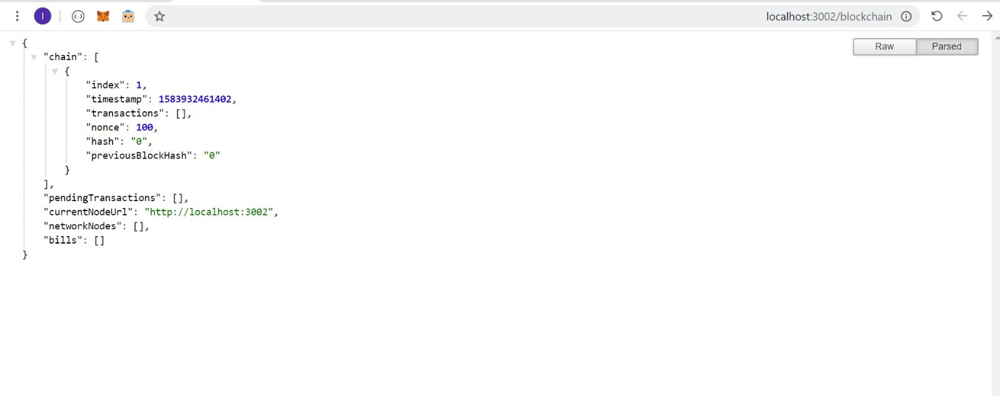 I
localhost:3002/blockchain
Raw Parsed
{
"chain": [
{
"index": 1,
"timestamp": 1583932461402,
"transactions": [],
"nonce": 100,
"hash": "0",
"previousBlockHash": "0"
}
],
"pendingTransactions": [],
"currentNodeUrl": "http://localhost:3002",
"networkNodes": [],
"bills": []
}